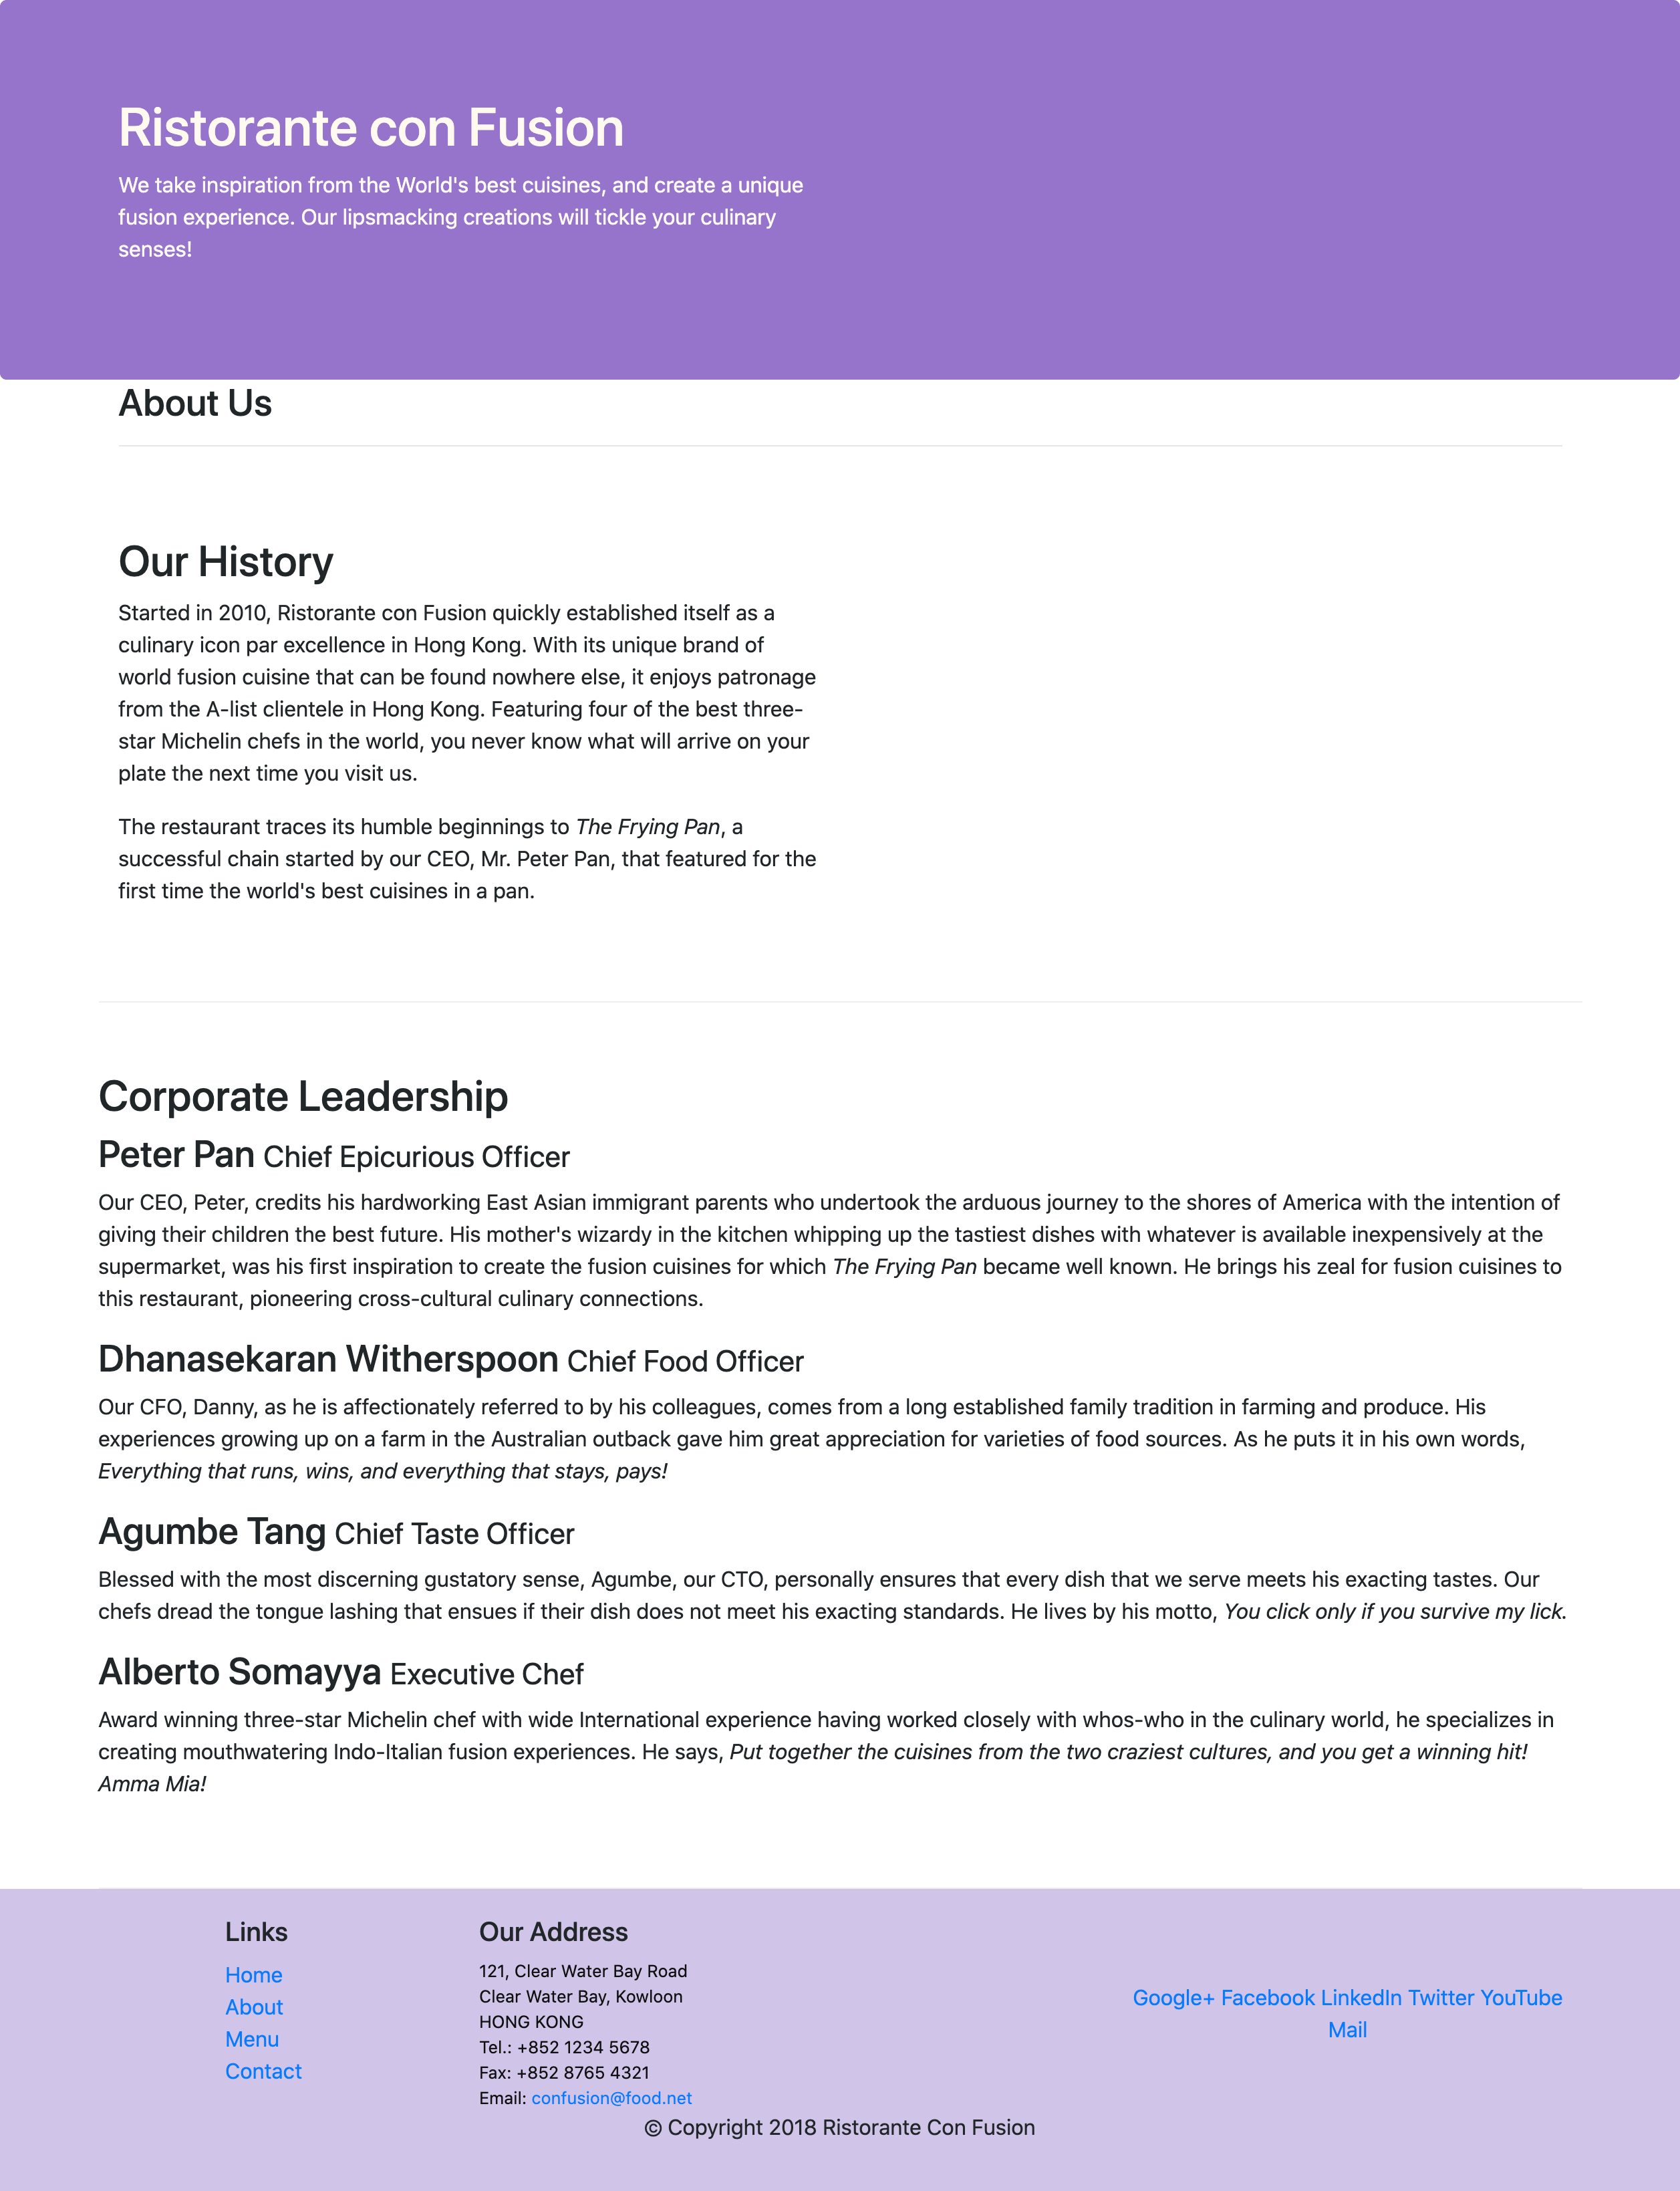 Ristorante con Fusion
We take inspiration from the World's best cuisines, and create a unique
fusion experience. Our lipsmacking creations will tickle your culinary
senses!
About Us
Our History
Started in 2010, Ristorante con Fusion quickly established itself as a
culinary icon par excellence in Hong Kong. With its unique brand of
world fusion cuisine that can be found nowhere else, it enjoys patronage
from the A-list clientele in Hong Kong. Featuring four of the best three-
star Michelin chefs in the world, you never know what will arrive on your
plate the next time you visit us.
The restaurant traces its humble beginnings to The Frying Pan, a
successful chain started by our CEO, Mr. Peter Pan, that featured for the
first time the world's best cuisines in a pan.
Corporate Leadership
Peter Pan Chief Epicurious Officer
Our CEO, Peter, credits his hardworking East Asian immigrant parents who undertook the arduous journey to the shores of America with the intention of
giving their children the best future. His mother's wizardy in the kitchen whipping up the tastiest dishes with whatever is available inexpensively at the
supermarket, was his first inspiration to create the fusion cuisines for which The Frying Pan became well known. He brings his zeal for fusion cuisines to
this restaurant, pioneering cross-cultural culinary connections.
Dhanasekaran Witherspoon Chief Food Officer
Our CFO, Danny, as he is affectionately referred to by his colleagues, comes from a long established family tradition in farming and produce. His
experiences growing up on a farm in the Australian outback gave him great appreciation for varieties of food sources. As he puts it in his own words,
Everything that runs, wins, and everything that stays, pays!
Agumbe Tang Chief Taste Officer
Blessed with the most discerning gustatory sense, Agumbe, our CTO, personally ensures that every dish that we serve meets his exacting tastes. Our
chefs dread the tongue lashing that ensues if their dish does not meet his exacting standards. He lives by his motto, You click only if you survive my lick.
Alberto Somayya Executive Chef
Award winning three-star Michelin chef with wide International experience having worked closely with whos-who in the culinary world, he specializes in
creating mouthwatering Indo-Italian fusion experiences. He says, Put together the cuisines from the two craziest cultures, and you get a winning hit!
Amma Mia!
Links
Home
About
Menu
Contact
Our Address
121, Clear Water Bay Road
Clear Water Bay, Kowloon
HONG KONG
Tel.: +852 1234 5678
Fax: +852 8765 4321
Email: confusion@food.net
Google+ Facebook LinkedIn Twitter YouTube
Mail
© Copyright 2018 Ristorante Con Fusion